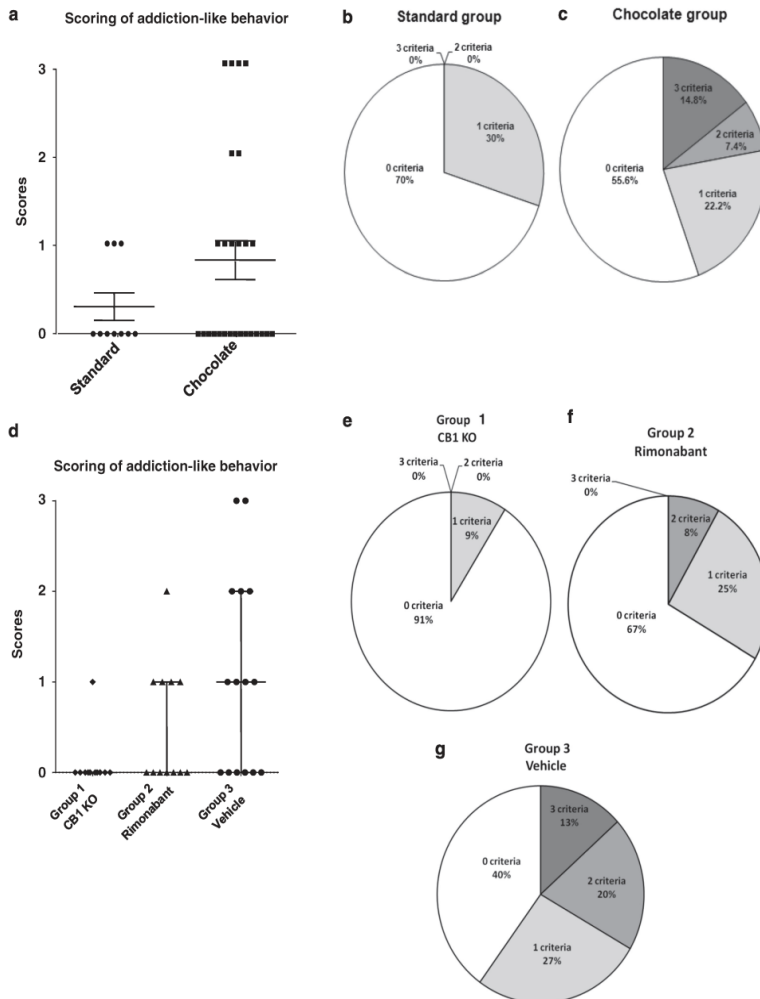 a
Scoring of addiction-like behavior
3
2
1
0
Scores
Standard
Chocolate
b
Standard group
3 criteria
0%
2 criteria
0%
1 criteria
30%
0 criteria
70%
c
Chocolate group
3 criteria
14.8%
2 criteria
7.4%
1 criteria
22.2%
0 criteria
55.6%
d
Scoring of addiction-like behavior
3
2
1
0
Scores
Group 1
CB1 KO
Group 2
Rimonabant
Group 3
Vehicle
e
Group 1
CB1 KO
3 criteria
0%
2 criteria
0%
1 criteria
9%
0 criteria
91%
f
Group 2
Rimonabant
3 criteria
0%
2 criteria
8%
1 criteria
25%
0 criteria
67%
g
Group 3
Vehicle
3 criteria
13%
2 criteria
20%
1 criteria
27%
0 criteria
40%